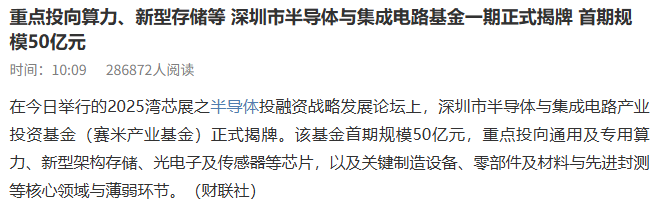 重点投向算力、新型存储等 深圳市半导体与集成电路基金一期正式揭牌 首期规
模50亿元
时间：10:09 286872人阅读
在今日举行的2025湾芯展之半导体投融资战略发展论坛上，深圳市半导体与集成电路产业
投资基金（赛米产业基金）正式揭牌。该基金首期规模50亿元，重点投向通用及专用算
力、新型架构存储、光电子及传感器等芯片，以及关键制造设备、零部件及材料与先进封测
等核心领域与薄弱环节。（财联社）